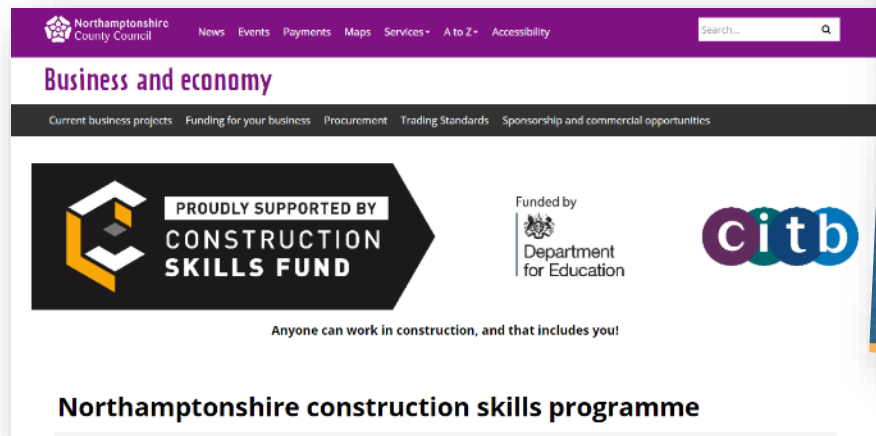 Northamptonshire
County Council
News Events Payments Maps Services A to Z Accessibility
Search...
Business and economy
Current business projects Funding for your business Procurement Trading Standards Sponsorship and commercial opportunities
PROUDLY SUPPORTED BY
CONSTRUCTION
SKILLS FUND
Funded by
Department
for Education
citb
Anyone can work in construction, and that includes you!
Northamptonshire construction skills programme